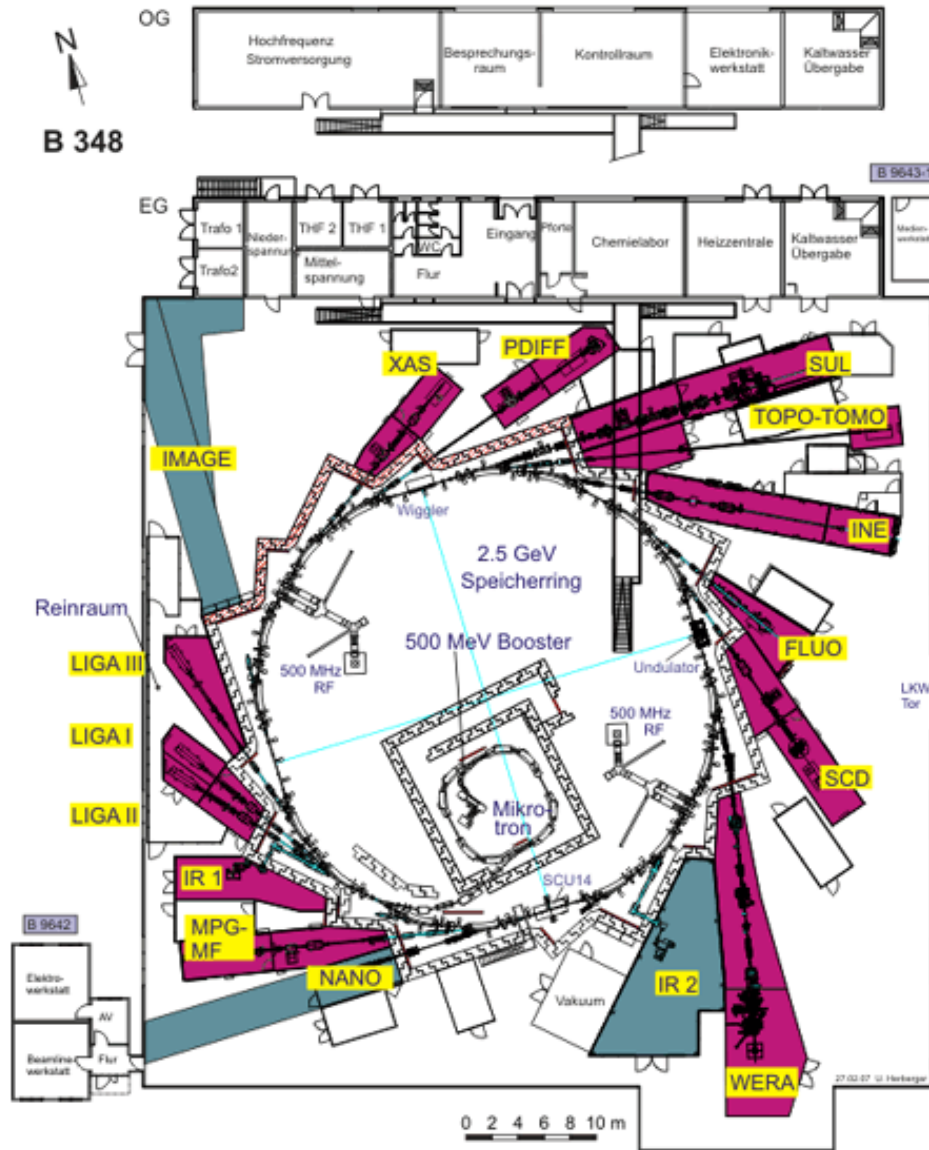 OG
N
B 348
Hochfrequenz
Stromversorgung
Besprechungs-
raum
Kontrollraum
Elektronik-
werkstatt
Kaltwasser
Übergabe
B 9643-1
EG
Trafo 1
Trafo2
Nieder-
spannung
THF 2
THF 1
Mittel-
spannung
WC
Flur
Eingang
Pforte
Chemielabor
Heizzentrale
Kaltwasser
Übergabe
XAS
PDIFF
SUL
TOPO-TOMO
IMAGE
INE
Wiggler
2.5 GeV
Speicherring
Reinraum
LIGA III
500 MHz
RF
500 MeV Booster
Undulator
FLUO
LKW
Tor
LIGA I
500 MHz
RF
SCD
LIGA II
Mikro-
tron
IR 1
SCU14
B 9642
MPG-
MF
NANO
IR 2
Elektro-
werkstatt
AV
Vakuum
Beamline-
werkstatt
Flur
WERA
27.02.07 U. Herberger
0 2 4 6 8 10 m